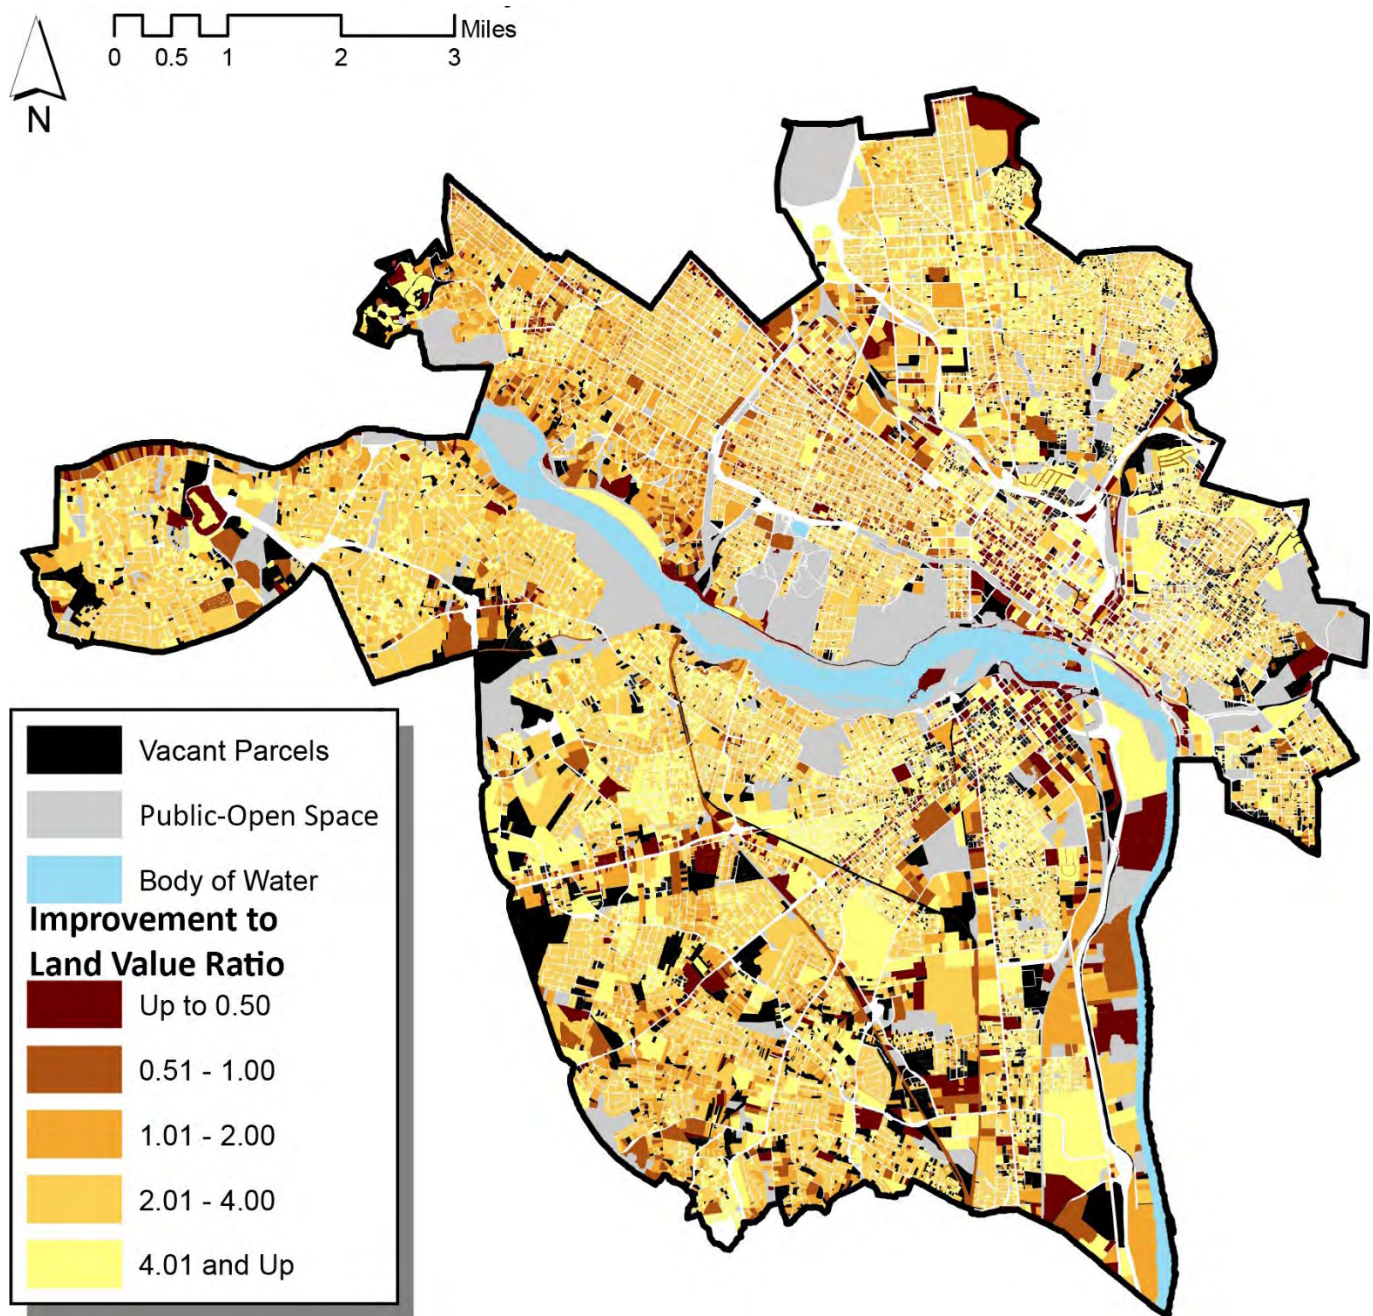 Miles
0 0.5 1 2 3
N
Vacant Parcels
Public-Open Space
Body of Water
Improvement to
Land Value Ratio
Up to 0.50
0.51 - 1.00
1.01 - 2.00
2.01 - 4.00
4.01 and Up